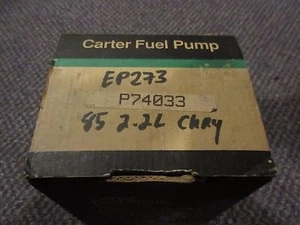 Carter Fuel Pump
EP273
P74033
85 2.2L Chry